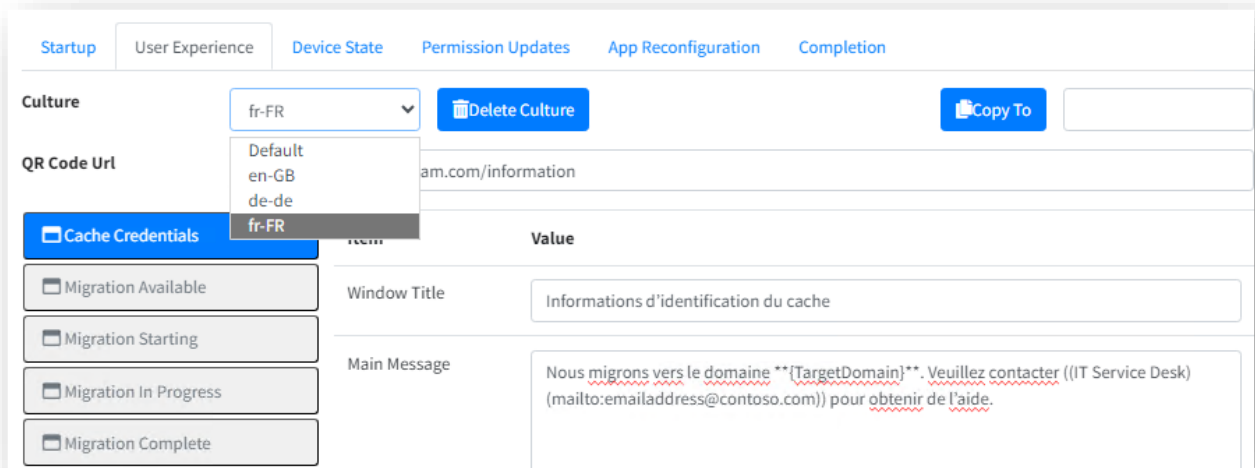 Startup User Experience Device State Permission Updates App Reconfiguration Completion
Culture fr-FR Delete Culture Copy To
Default
QR Code Url am.com/information
en-GB
de-de
fr-FR
Cache Credentials Item Value
Migration Available Window Title Informations d’identification du cache
Migration Starting
Main Message Nous migrons vers le domaine **{TargetDomain}**. Veuillez contacter ((IT Service Desk)
(mailto:emailaddress@contoso.com)) pour obtenir de l’aide.
Migration In Progress
Migration Complete